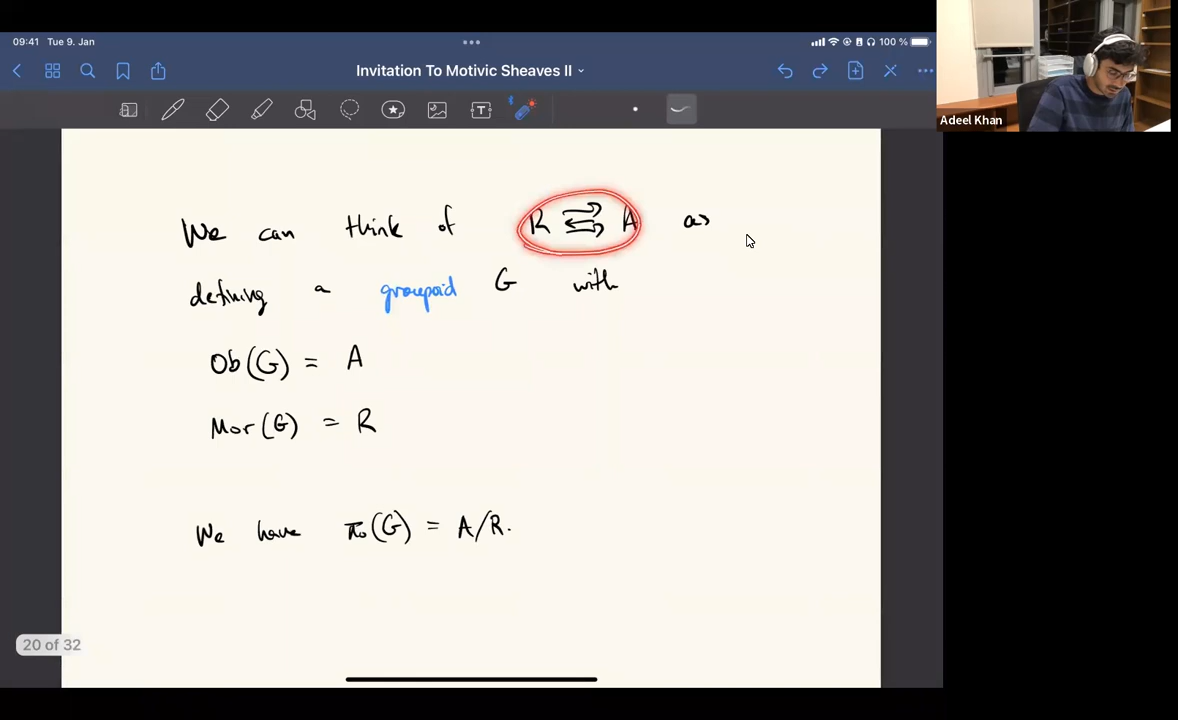 09:41 Tue 9. Jan
100 %
Invitation To Motivic Sheaves II
Adeel Khan
We can think of R ⇄ A as
defining a groupoid G with
Ob(G) = A
Mor(G) = R
We have π₀(G) = A/R.
20 of 32